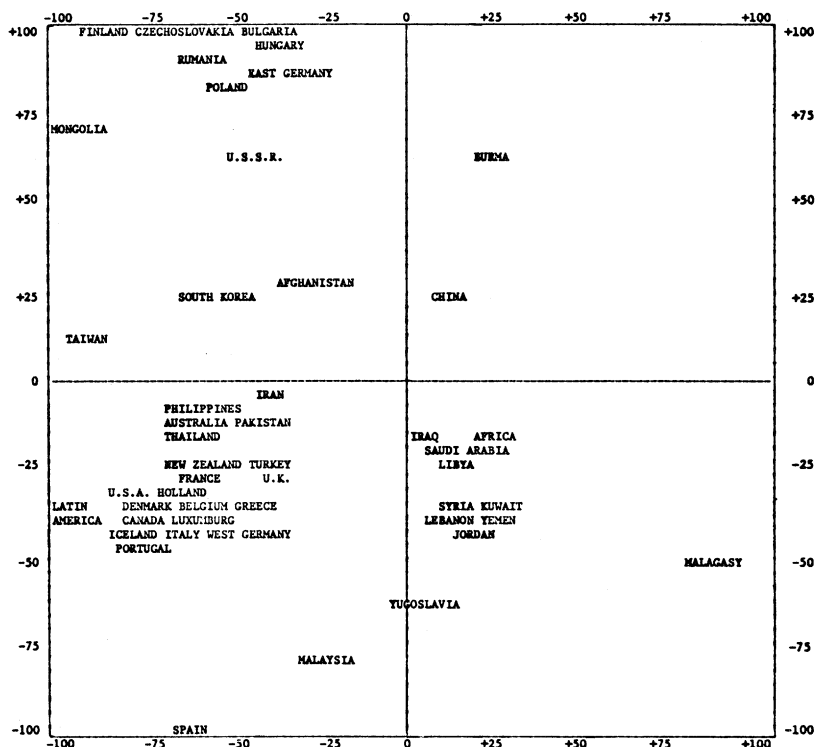 -100 -75 -50 -25 0 +25 +50 +75 +100
+100 FINLAND CZECHOSLOVAKIA BULGARIA +100
HUNGARY
RUMANIA
EAST GERMANY
POLAND
+75 +75
MONGOLIA
U.S.S.R. BURMA
+50 +50
AFGHANISTAN
+25 SOUTH KOREA CHINA +25
TAIWAN
0 0
IRAN
PHILIPPINES
AUSTRALIA PAKISTAN
THAILAND IRAQ AFRICA
SAUDI ARABIA
-25 NEW ZEALAND TURKEY LIBYA -25
FRANCE U.K.
U.S.A. HOLLAND
LATIN DENMARK BELGIUM GREECE SYRIA KUWAIT
AMERICA CANADA LUXUMBURG LEBANON YEMEN
ICELAND ITALY WEST GERMANY JORDAN
PORTUGAL
-50 MALAGASY -50
YUGOSLAVIA
-75 -75
MALAYSIA
-100 SPAIN -100
-100 -75 -50 -25 0 +25 +50 +75 +100